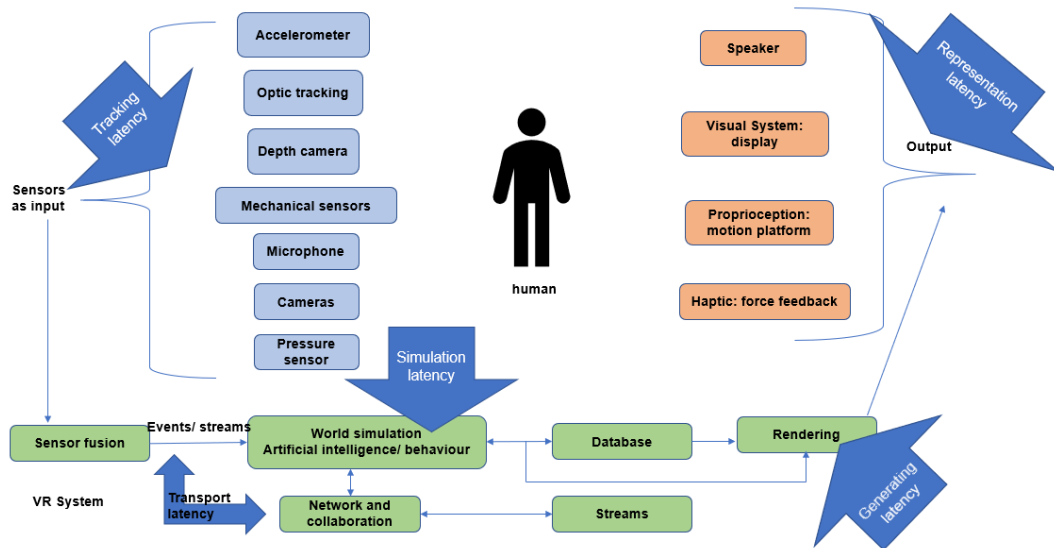 Accelerometer
Optic tracking
Depth camera
Mechanical sensors
Microphone
Cameras
Pressure
sensor
Tracking
latency
Sensors
as input
human
Speaker
Visual System:
display
Proprioception:
motion platform
Haptic: force feedback
Representation
latency
Output
Simulation
latency
Sensor fusion
Events/ streams
World simulation
Artificial intelligence/ behaviour
Database
Rendering
VR System
Transport
latency
Network and
collaboration
Streams
Generating
latency